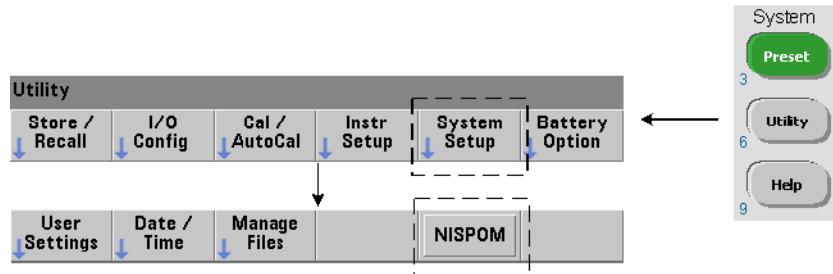 System
Preset
3
Utility
Store / Recall
I/O Config
Cal / AutoCal
Instr Setup
System Setup
Battery Option
Utility
6
Help
9
User Settings
Date / Time
Manage Files
NISPOM